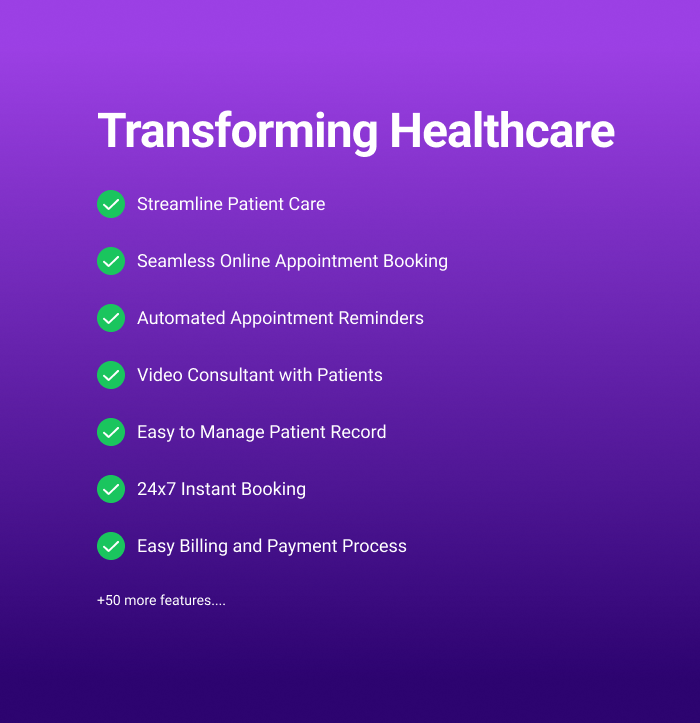 Transforming Healthcare
Streamline Patient Care
Seamless Online Appointment Booking
Automated Appointment Reminders
Video Consultant with Patients
Easy to Manage Patient Record
24x7 Instant Booking
Easy Billing and Payment Process
+50 more features....